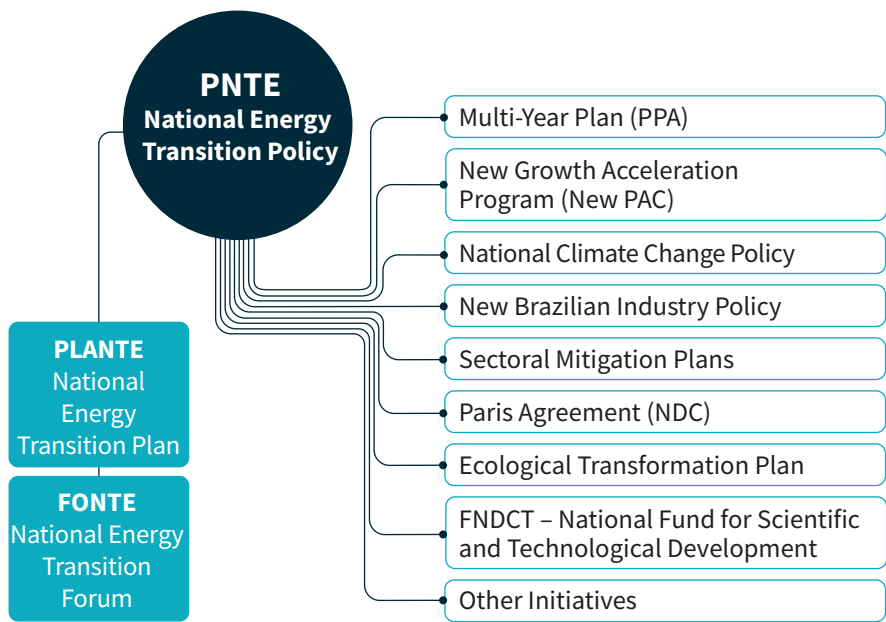 PNTE
National Energy
Transition Policy
PLANTE
National
Energy
Transition Plan
FONTE
National Energy
Transition
Forum
Multi-Year Plan (PPA)
New Growth Acceleration
Program (New PAC)
National Climate Change Policy
New Brazilian Industry Policy
Sectoral Mitigation Plans
Paris Agreement (NDC)
Ecological Transformation Plan
FNDCT – National Fund for Scientific
and Technological Development
Other Initiatives